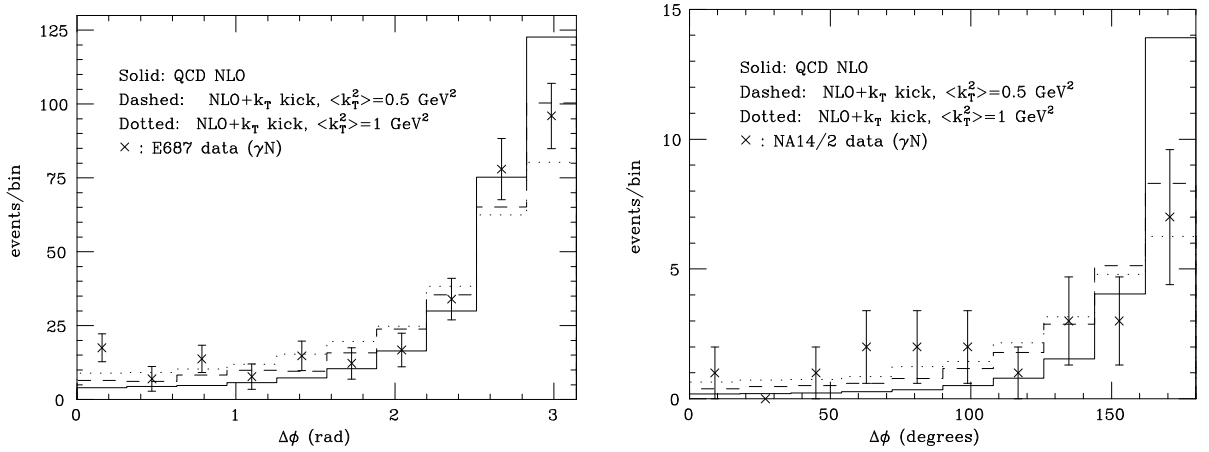 125
100
75
50
25
0
events/bin
Solid: QCD NLO
Dashed: NLO+k_T kick, <k_T^2>=0.5 GeV^2
Dotted: NLO+k_T kick, <k_T^2>=1 GeV^2
× : E687 data (γN)
0 1 2 3
Δϕ (rad)
15
10
5
0
events/bin
Solid: QCD NLO
Dashed: NLO+k_T kick, <k_T^2>=0.5 GeV^2
Dotted: NLO+k_T kick, <k_T^2>=1 GeV^2
× : NA14/2 data (γN)
0 50 100 150
Δϕ (degrees)